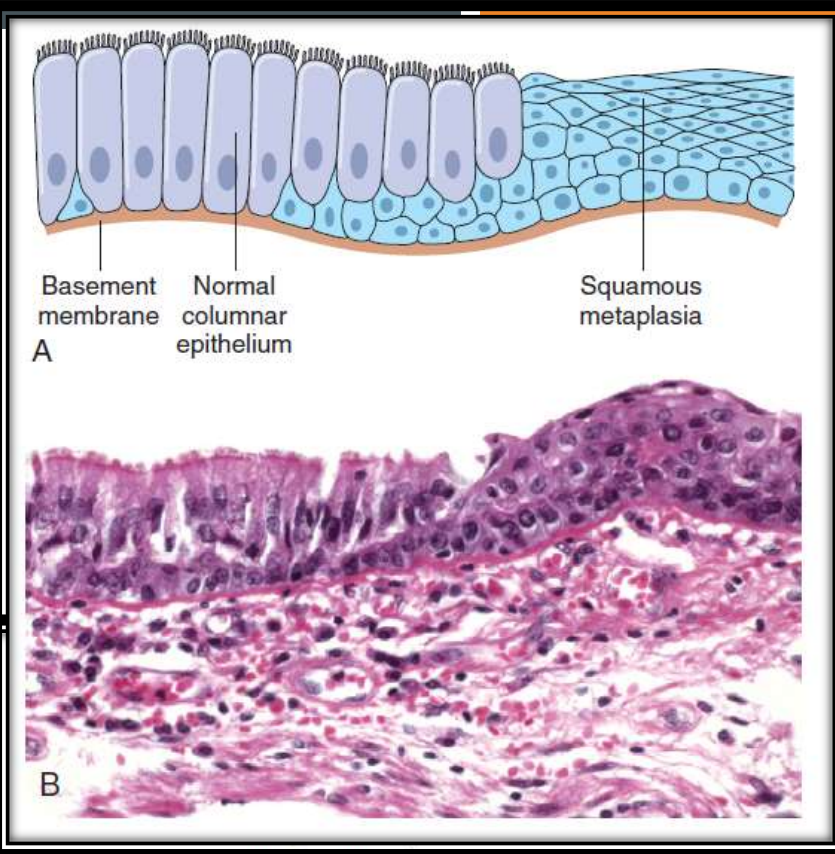 Basement
membrane
Normal
columnar
epithelium
Squamous
metaplasia
A
B